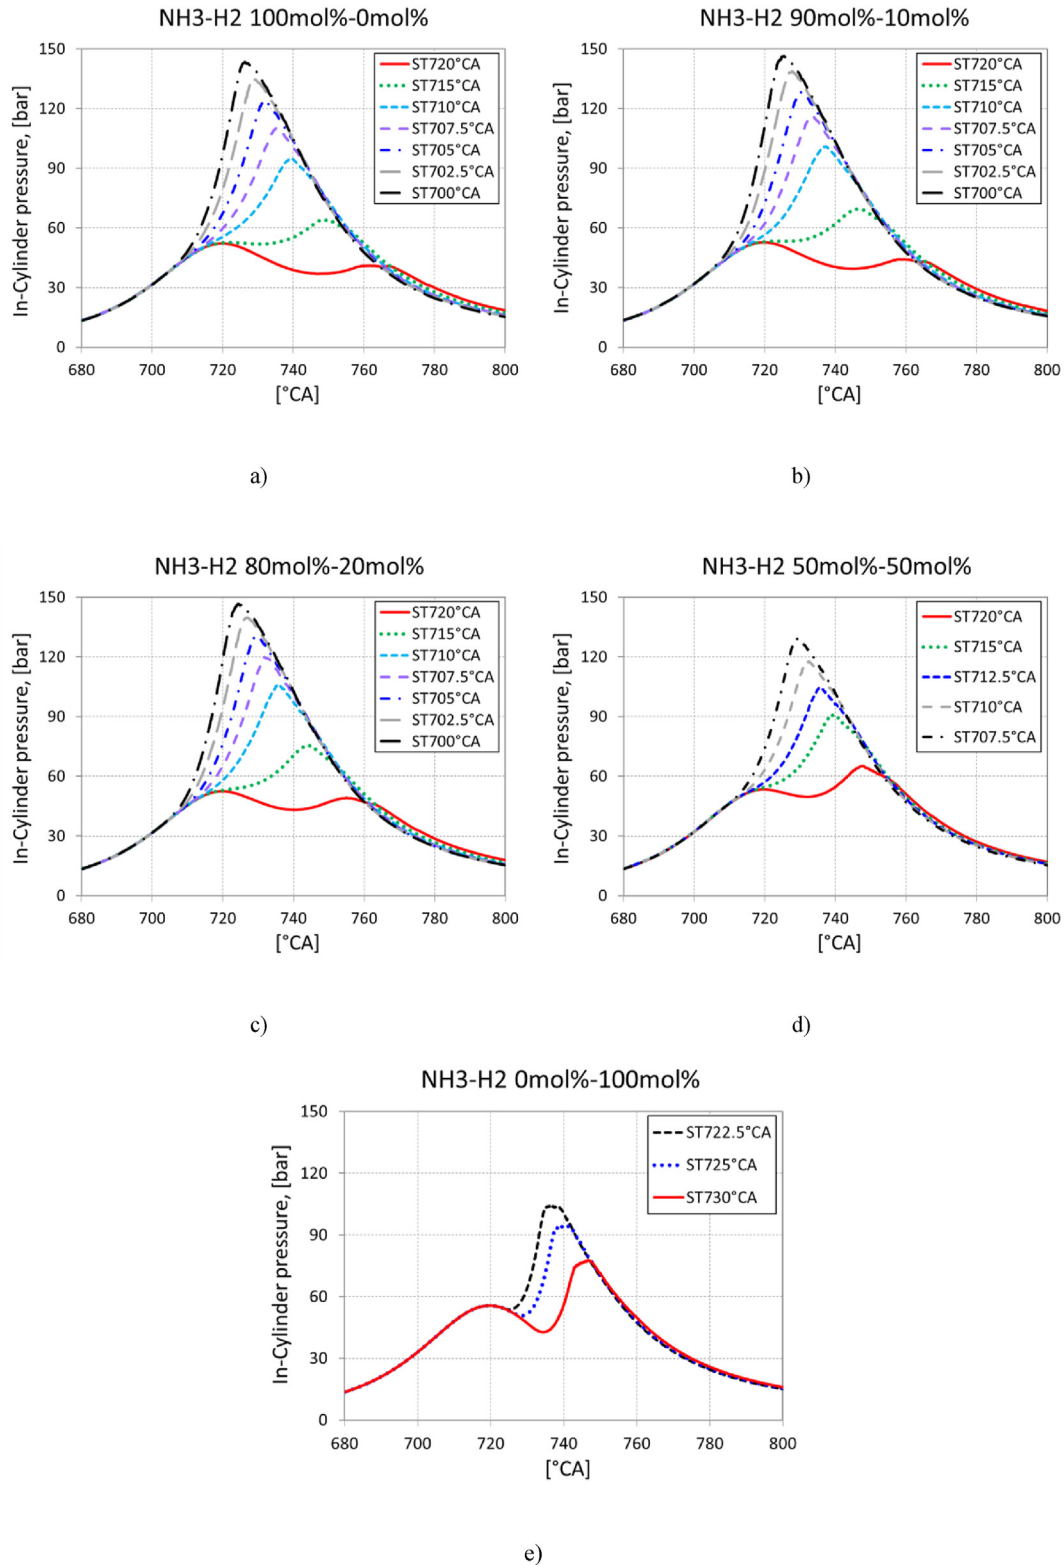 NH3-H2 100mol%-0mol%
In-Cylinder pressure, [bar]
150
120
90
60
30
0
680 700 720 740 760 780 800
[°CA]
ST720°CA
ST715°CA
ST710°CA
ST707.5°CA
ST705°CA
ST702.5°CA
ST700°CA
a)
NH3-H2 90mol%-10mol%
In-Cylinder pressure, [bar]
150
120
90
60
30
0
680 700 720 740 760 780 800
[°CA]
ST720°CA
ST715°CA
ST710°CA
ST707.5°CA
ST705°CA
ST702.5°CA
ST700°CA
b)
NH3-H2 80mol%-20mol%
In-Cylinder pressure, [bar]
150
120
90
60
30
0
680 700 720 740 760 780 800
[°CA]
ST720°CA
ST715°CA
ST710°CA
ST707.5°CA
ST705°CA
ST702.5°CA
ST700°CA
c)
NH3-H2 50mol%-50mol%
In-Cylinder pressure, [bar]
150
120
90
60
30
0
680 700 720 740 760 780 800
[°CA]
ST720°CA
ST715°CA
ST712.5°CA
ST710°CA
ST707.5°CA
d)
NH3-H2 0mol%-100mol%
In-Cylinder pressure, [bar]
150
120
90
60
30
0
680 700 720 740 760 780 800
[°CA]
ST722.5°CA
ST725°CA
ST730°CA
e)